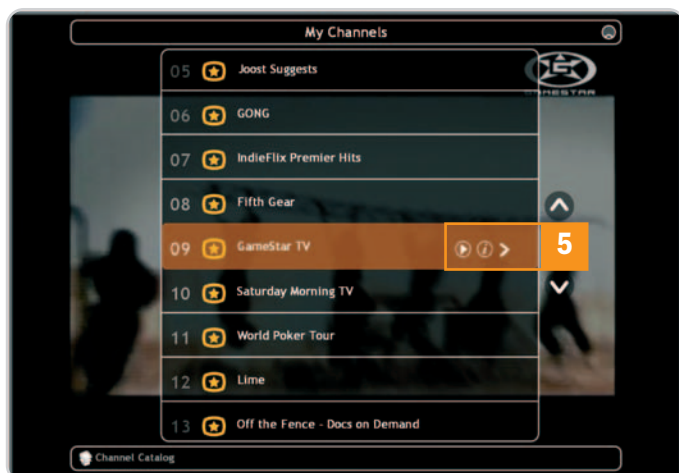 My Channels
05 Joost Suggests
GAMESTAR
06 GONG
07 IndieFlix Premier Hits
08 Fifth Gear
09 GameStar TV i 5
10 Saturday Morning TV
11 World Poker Tour
12 Lime
13 Off the Fence - Docs on Demand
Channel Catalog